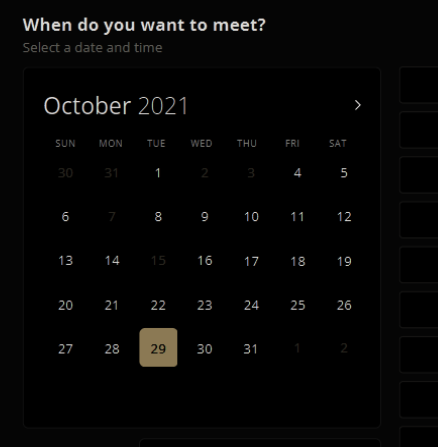 When do you want to meet?
Select a date and time
October 2021
SUN MON TUE WED THU FRI SAT
30 31 1 2 3 4 5
6 7 8 9 10 11 12
13 14 15 16 17 18 19
20 21 22 23 24 25 26
27 28 29 30 31 1 2